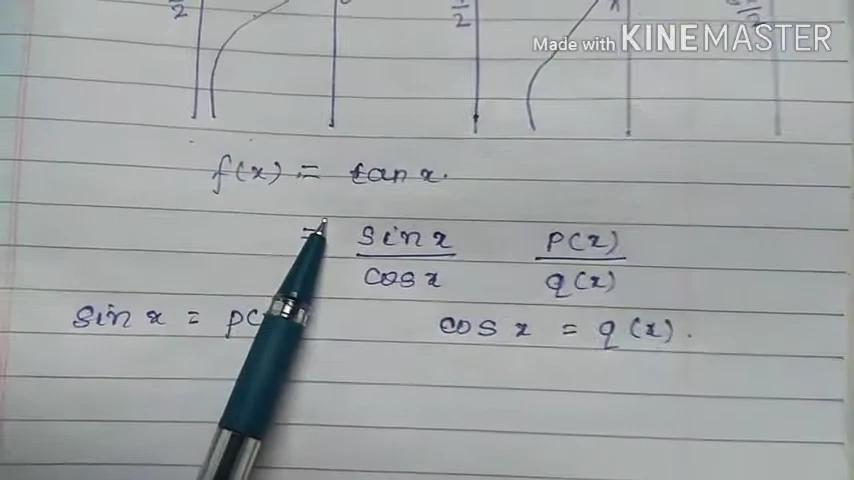 Made with KINEMASTER
f(x) = tan x.
= sin x / cos x p(x) / q(x)
sin x = p(
cos x = q(x).